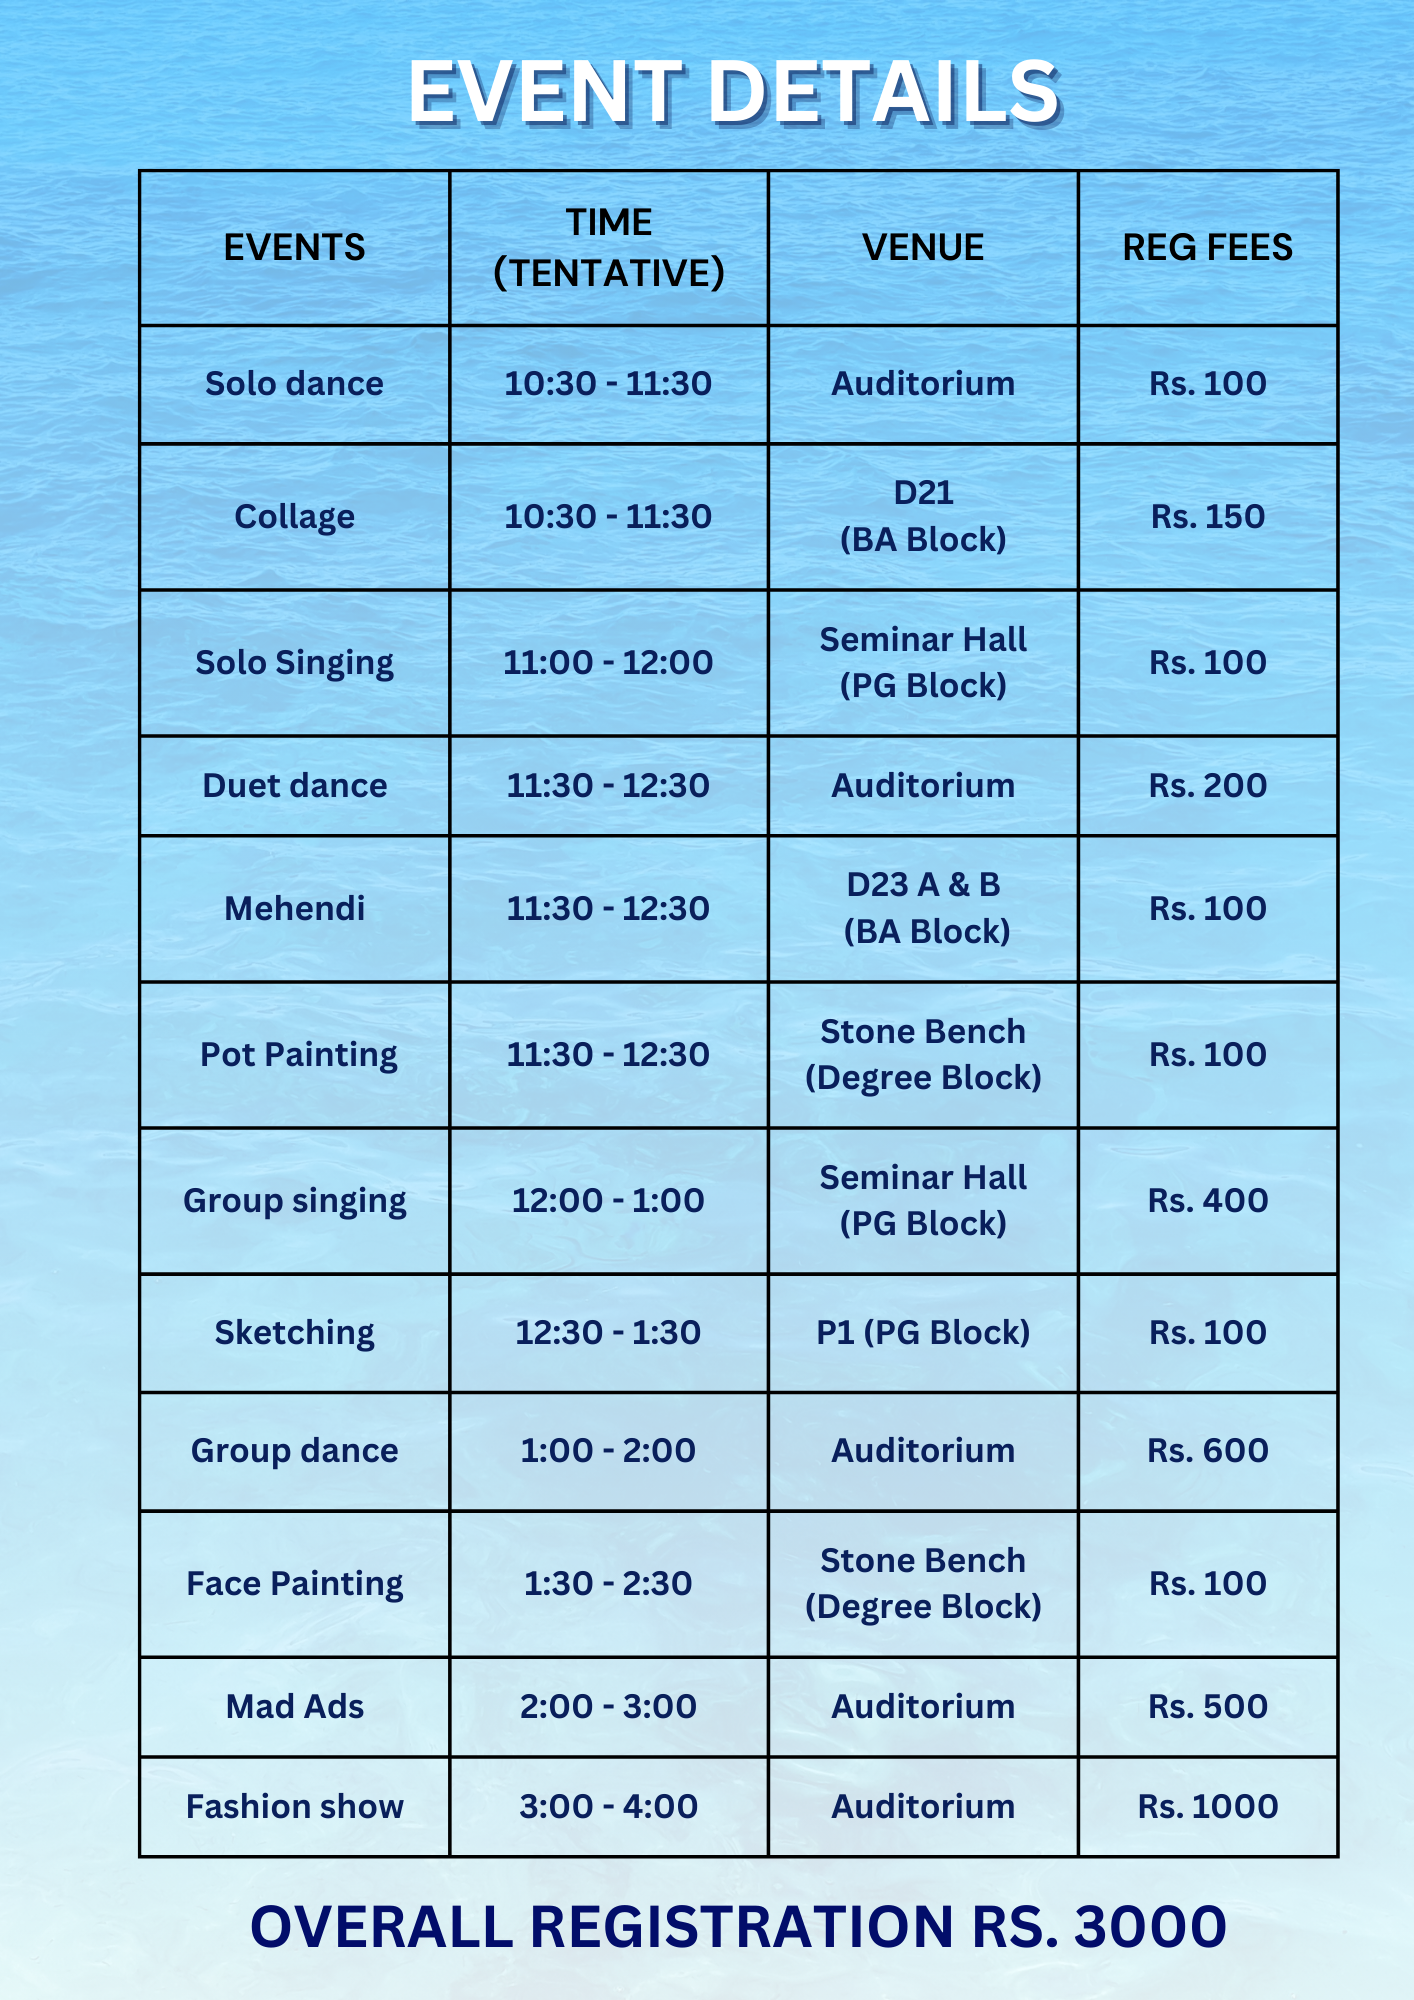 EVENT DETAILS
EVENTS
TIME
(TENTATIVE)
VENUE
REG FEES
Solo dance
10:30 - 11:30
Auditorium
Rs. 100
Collage
10:30 - 11:30
D21
(BA Block)
Rs. 150
Solo Singing
11:00 - 12:00
Seminar Hall
(PG Block)
Rs. 100
Duet dance
11:30 - 12:30
Auditorium
Rs. 200
Mehendi
11:30 - 12:30
D23 A & B
(BA Block)
Rs. 100
Pot Painting
11:30 - 12:30
Stone Bench
(Degree Block)
Rs. 100
Group singing
12:00 - 1:00
Seminar Hall
(PG Block)
Rs. 400
Sketching
12:30 - 1:30
P1 (PG Block)
Rs. 100
Group dance
1:00 - 2:00
Auditorium
Rs. 600
Face Painting
1:30 - 2:30
Stone Bench
(Degree Block)
Rs. 100
Mad Ads
2:00 - 3:00
Auditorium
Rs. 500
Fashion show
3:00 - 4:00
Auditorium
Rs. 1000
OVERALL REGISTRATION RS. 3000